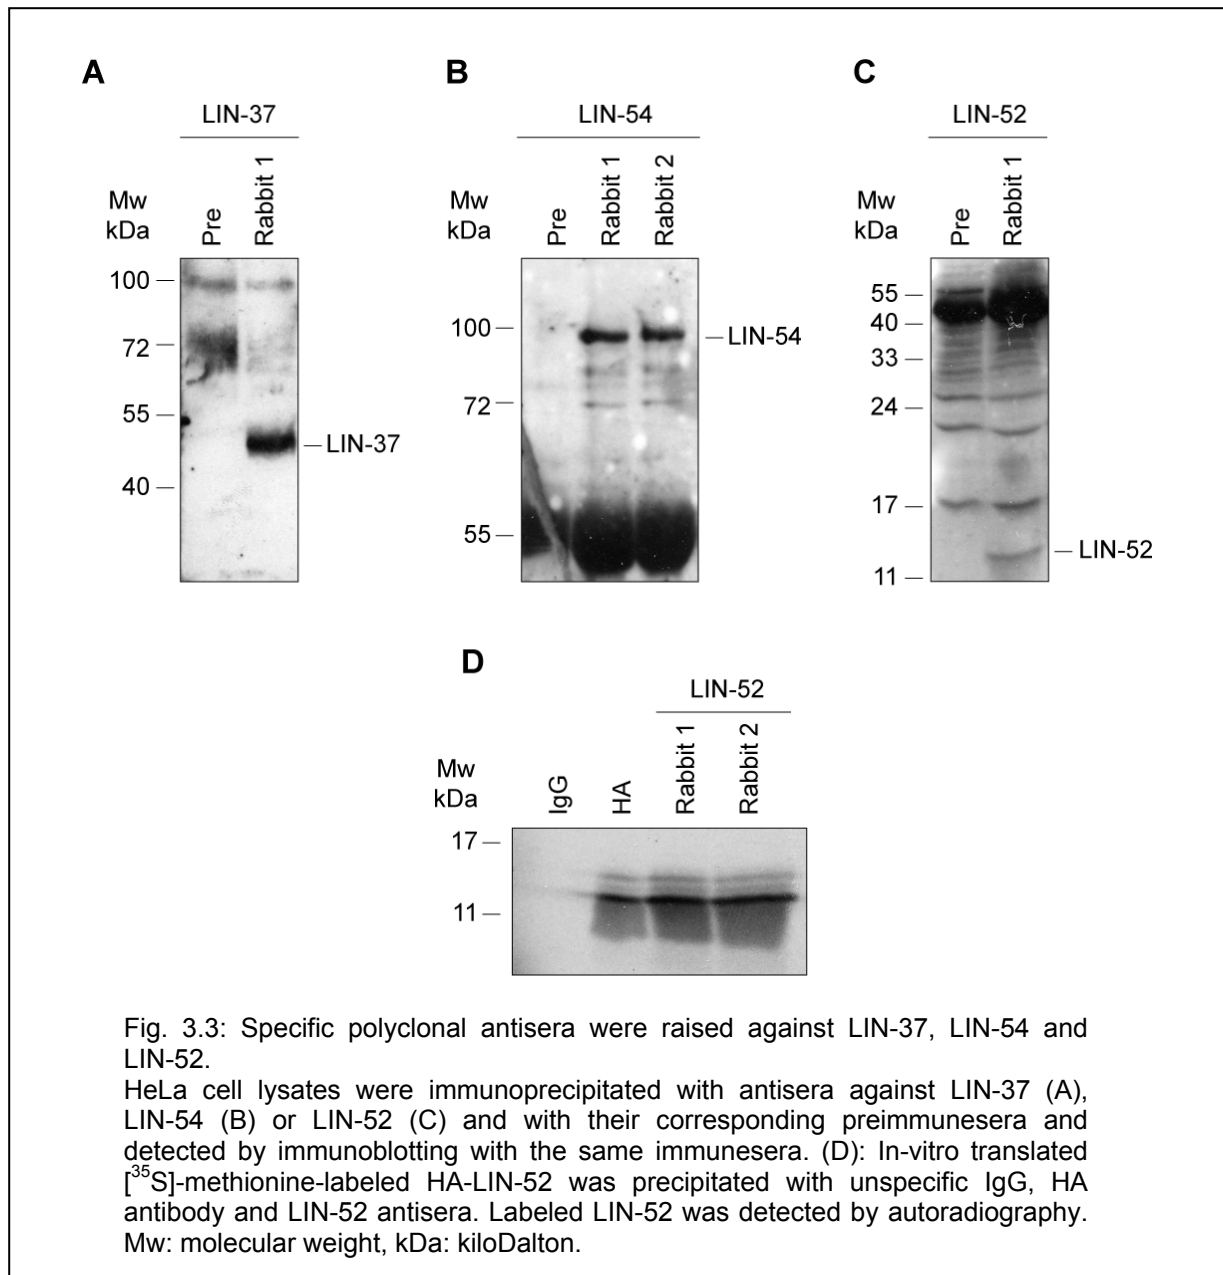 A
LIN-37
Mw
kDa
Pre
Rabbit 1
100
72
55
40
LIN-37
B
LIN-54
Mw
kDa
Pre
Rabbit 1
Rabbit 2
100
72
55
LIN-54
C
LIN-52
Mw
kDa
Pre
Rabbit 1
55
40
33
24
17
11
LIN-52
D
LIN-52
Mw
kDa
IgG
HA
Rabbit 1
Rabbit 2
17
11
Fig. 3.3: Specific polyclonal antisera were raised against LIN-37, LIN-54 and
LIN-52.
HeLa cell lysates were immunoprecipitated with antisera against LIN-37 (A),
LIN-54 (B) or LIN-52 (C) and with their corresponding preimmunesera and
detected by immunoblotting with the same immunesera. (D): In-vitro translated
[³⁵S]-methionine-labeled HA-LIN-52 was precipitated with unspecific IgG, HA
antibody and LIN-52 antisera. Labeled LIN-52 was detected by autoradiography.
Mw: molecular weight, kDa: kiloDalton.